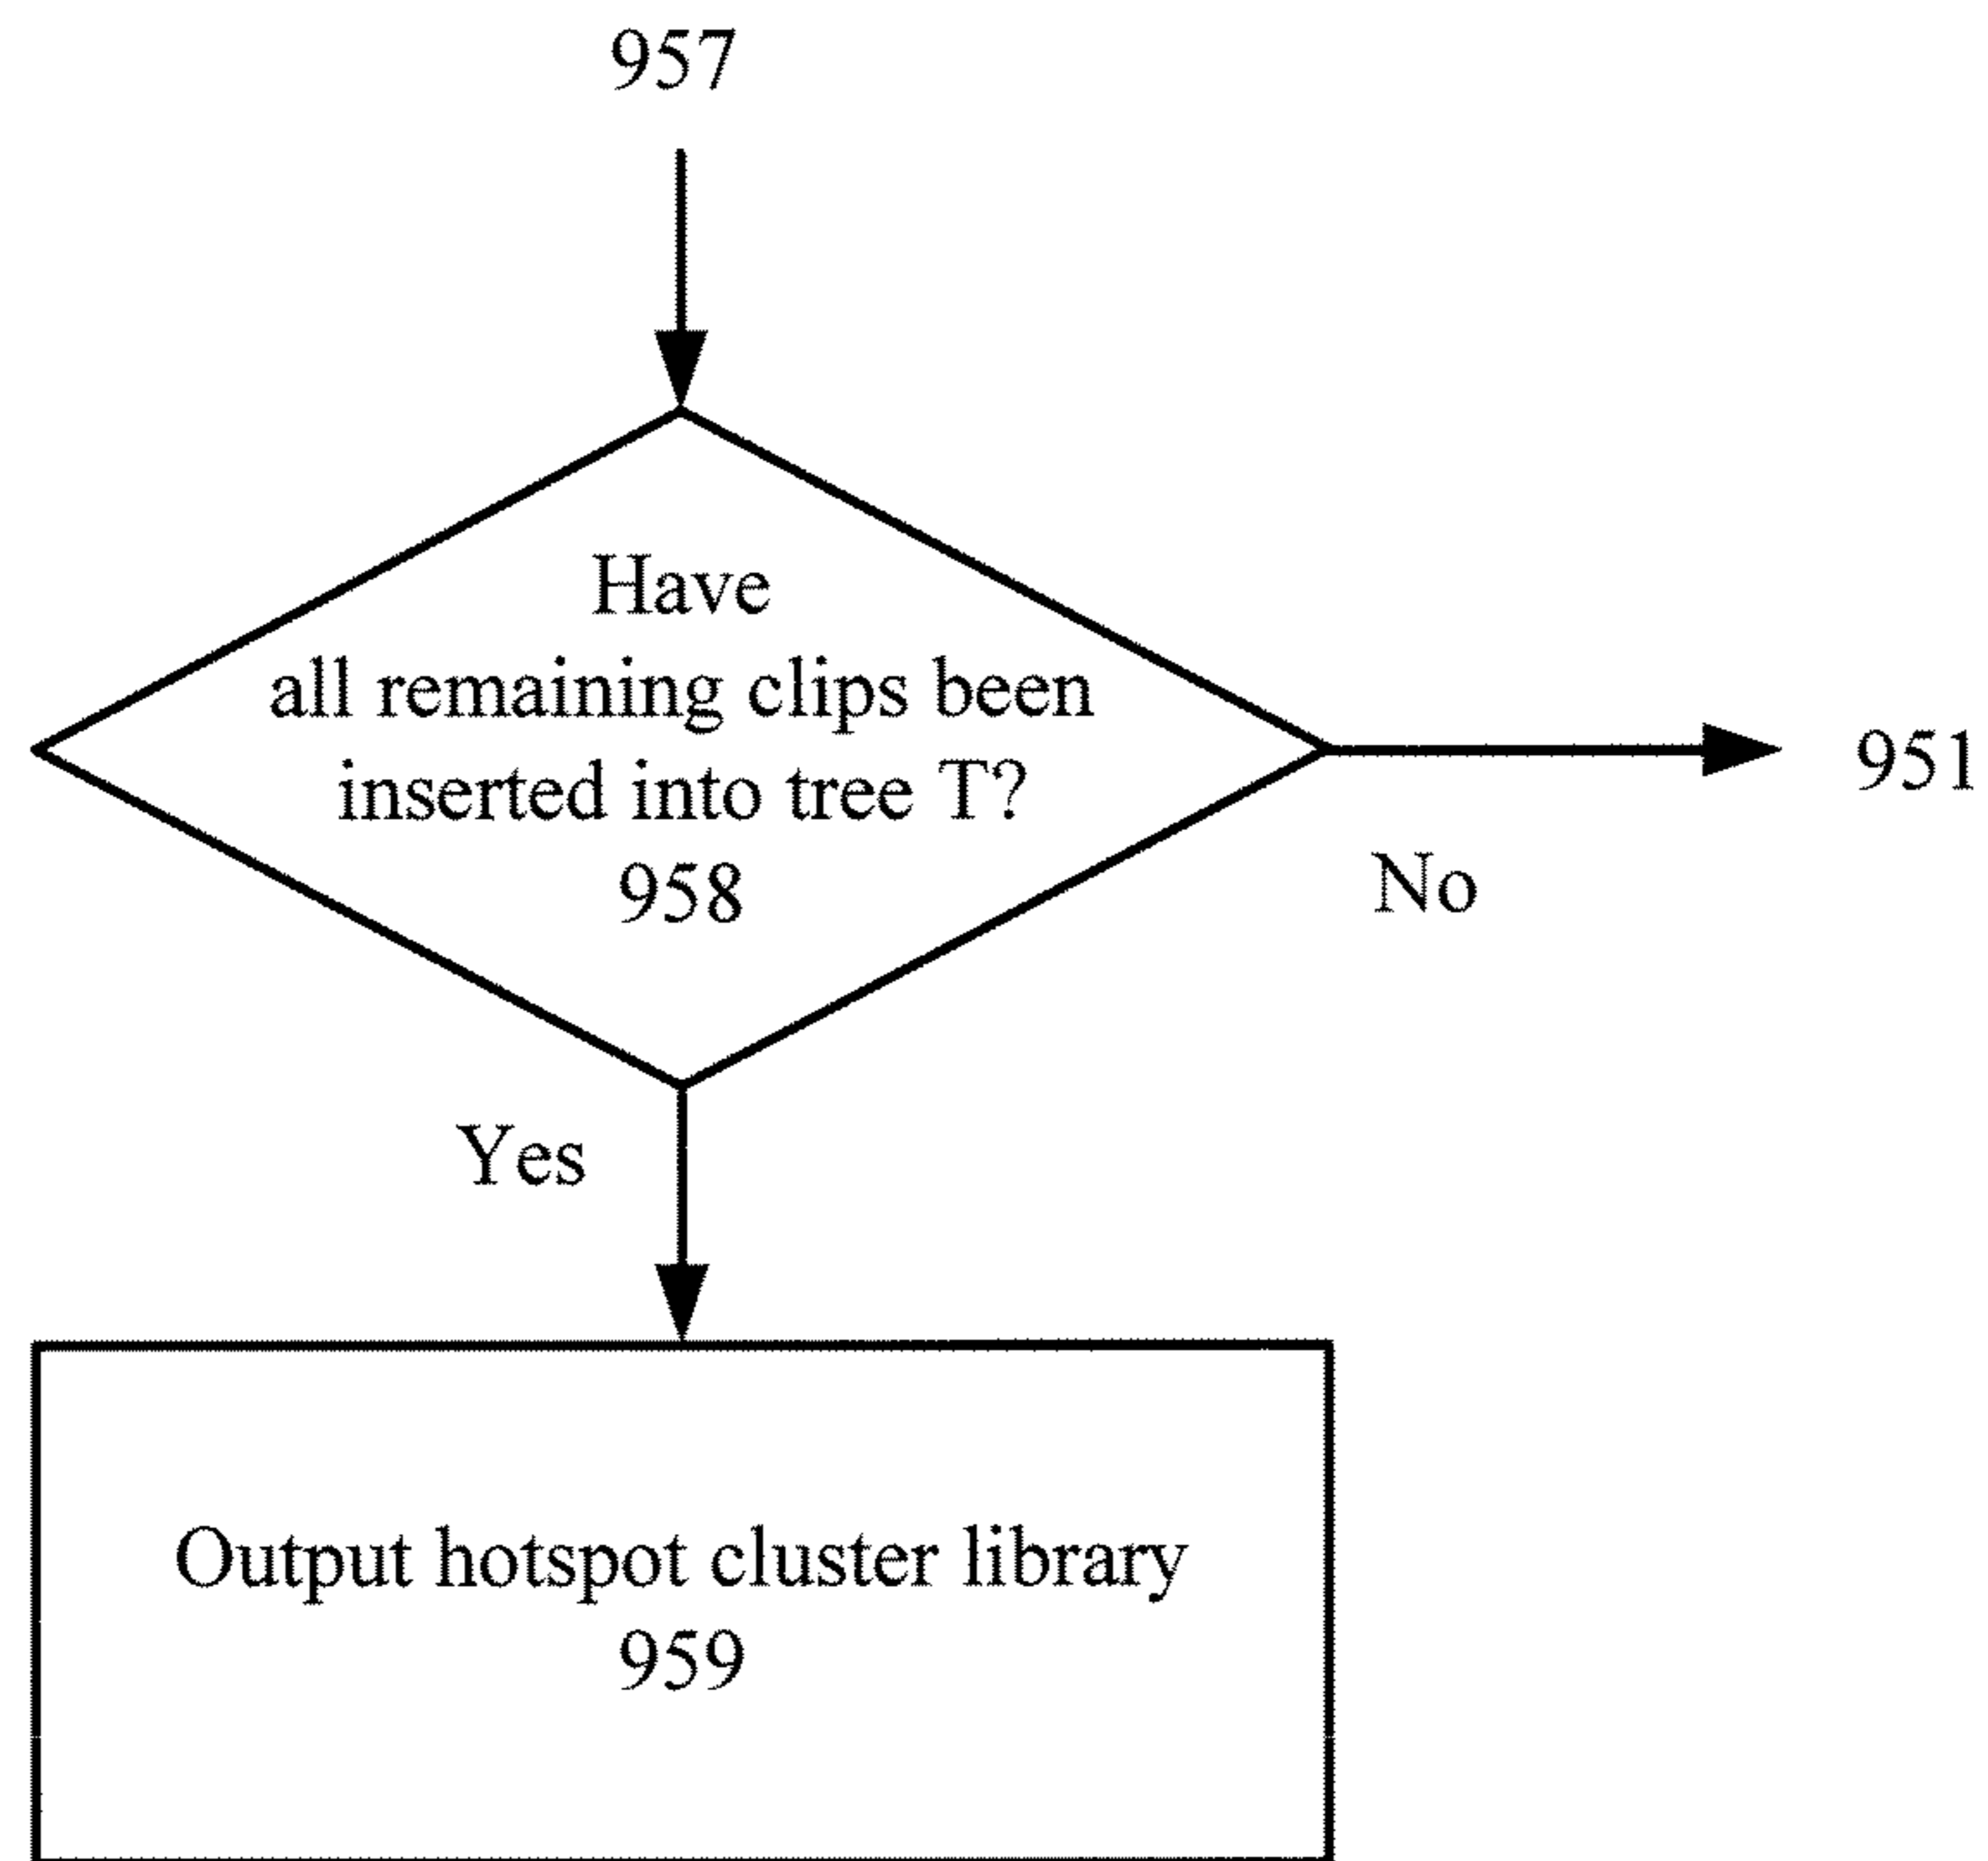 957
Have
all remaining clips been
inserted into tree T?
958
951
No
Yes
Output hotspot cluster library
959